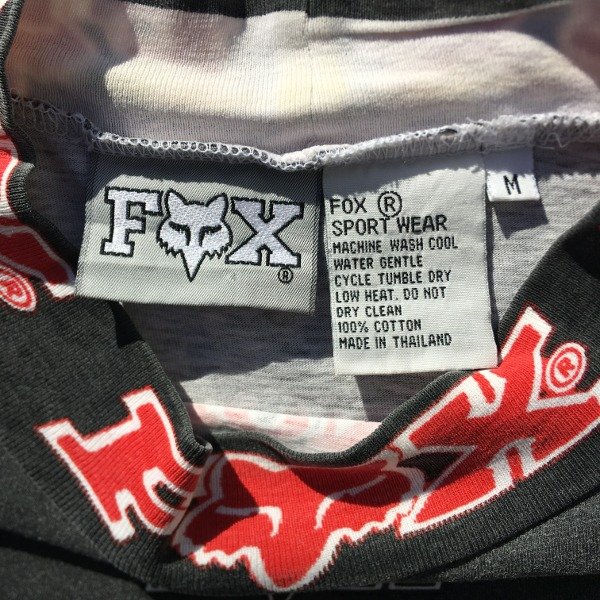 FOX®
FOX ®
SPORT WEAR
MACHINE WASH COOL
WATER GENTLE
CYCLE TUMBLE DRY
LOW HEAT. DO NOT
DRY CLEAN
100% COTTON
MADE IN THAILAND
M
®
FOX®